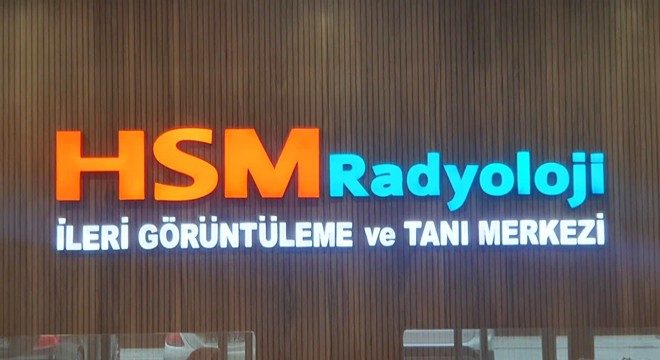 HSM Radyoloji
İLERİ GÖRÜNTÜLEME ve TANI MERKEZİ